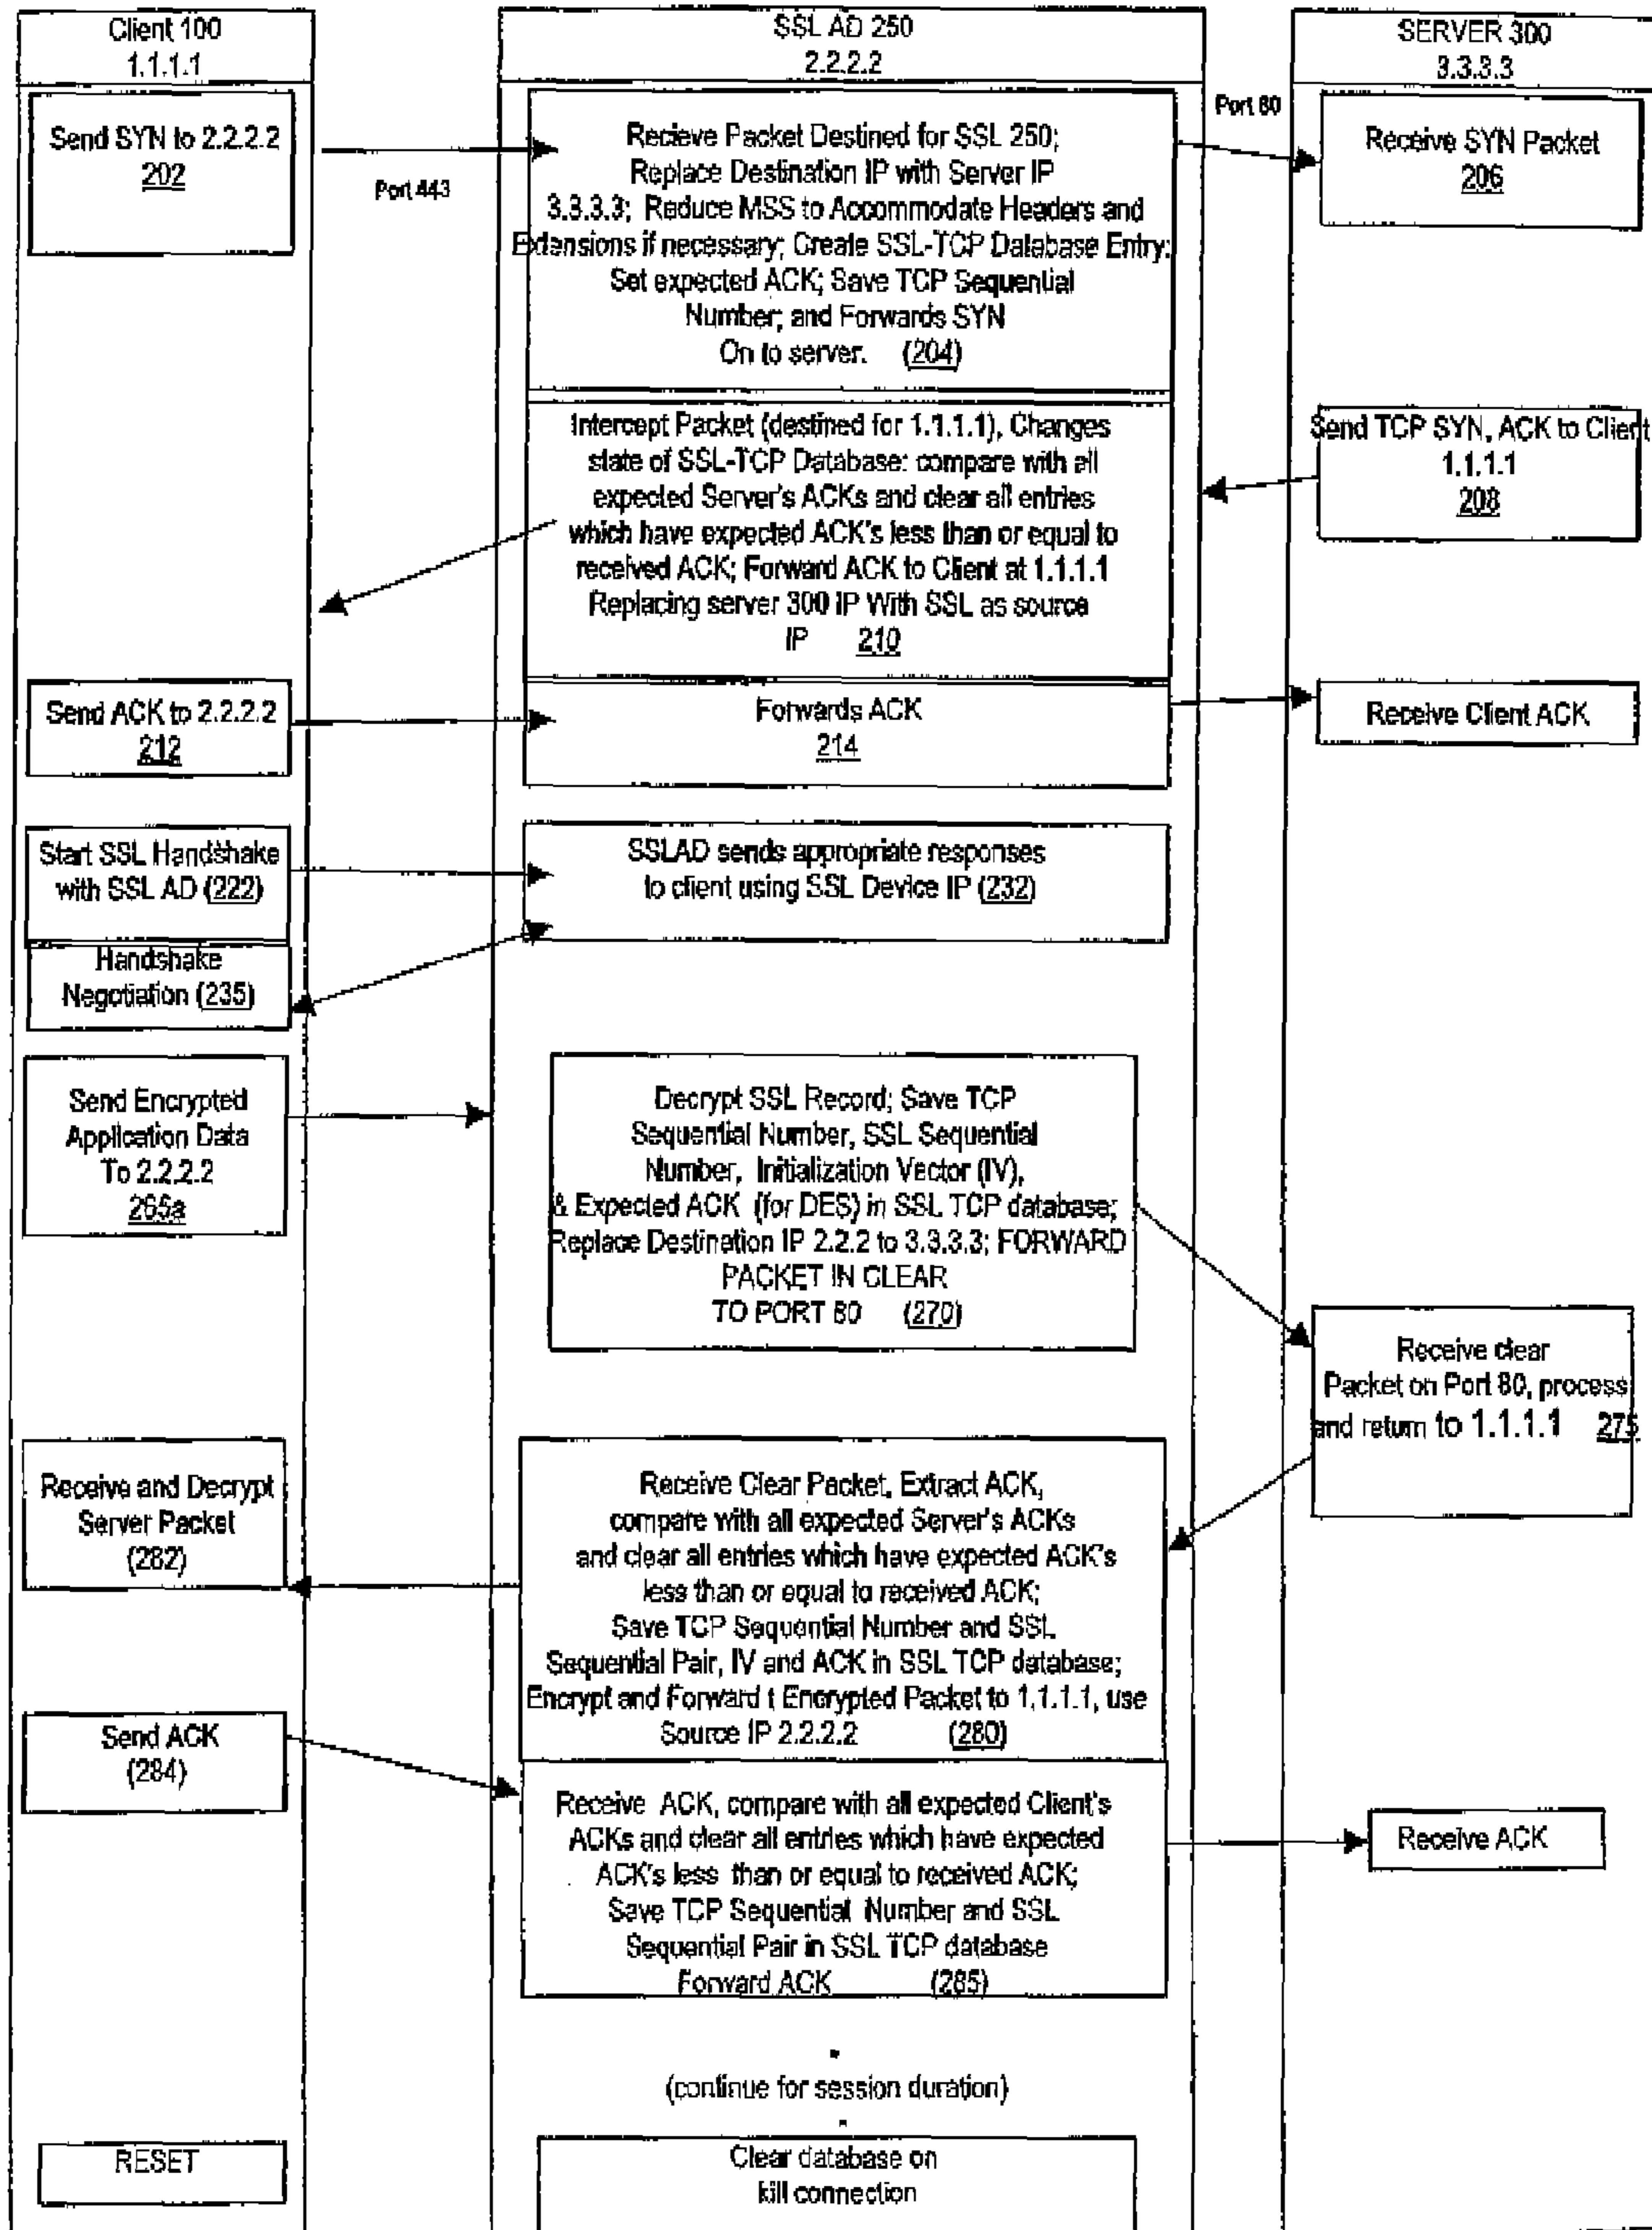 Client 100
1.1.1.1
SSL AD 250
2.2.2.2
SERVER 300
3.3.3.3
Send SYN to 2.2.2.2
202
Port 443
Recieve Packet Destined for SSL 250;
Replace Destination IP with Server IP
3.3.3.3; Reduce MSS to Accommodate Headers and
Extensions if necessary; Create SSL-TCP Database Entry:
Set expected ACK; Save TCP Sequential
Number; and Forwards SYN
On to server. (204)
Port 80
Receive SYN Packet
206
Intercept Packet (destined for 1.1.1.1), Changes
state of SSL-TCP Database: compare with all
expected Server's ACKs and clear all entries
which have expected ACK's less than or equal to
received ACK; Forward ACK to Client at 1.1.1.1
Replacing server 300 IP With SSL as source
IP 210
Send TCP SYN, ACK to Client
1.1.1.1
208
Send ACK to 2.2.2.2
212
Forwards ACK
214
Receive Client ACK
Start SSL Handshake
with SSL AD (222)
SSLAD sends appropriate responses
to client using SSL Device IP (232)
Handshake
Negotiation (235)
Send Encrypted
Application Data
To 2.2.2.2
265a
Decrypt SSL Record; Save TCP
Sequential Number, SSL Sequential
Number, Initialization Vector (IV),
& Expected ACK (for DES) in SSL TCP database;
Replace Destination IP 2.2.2 to 3.3.3.3; FORWARD
PACKET IN CLEAR
TO PORT 80 (270)
Receive clear
Packet on Port 80, process
and return to 1.1.1.1 275
Receive and Decrypt
Server Packet
(282)
Receive Clear Packet, Extract ACK,
compare with all expected Server's ACKs
and clear all entries which have expected ACK's
less than or equal to received ACK;
Save TCP Sequential Number and SSL
Sequential Pair, IV and ACK in SSL TCP database;
Encrypt and Forward t Encrypted Packet to 1.1.1.1, use
Source IP 2.2.2.2 (280)
Send ACK
(284)
Receive ACK, compare with all expected Client's
ACKs and clear all entries which have expected
ACK's less than or equal to received ACK;
Save TCP Sequential Number and SSL
Sequential Pair in SSL TCP database
Forward ACK (285)
Receive ACK
(continue for session duration)
RESET
Clear database on
kill connection